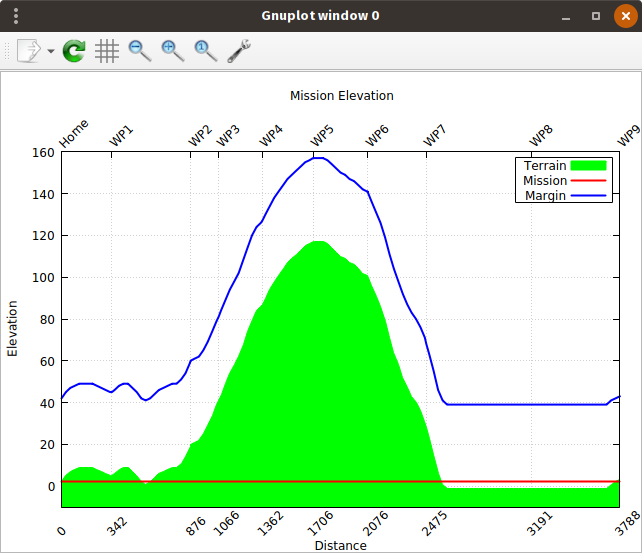 Gnuplot window 0
1
Mission Elevation
Home WP1 WP2 WP3 WP4 WP5 WP6 WP7 WP8 WP9
Terrain
Mission
Margin
160
140
120
100
80
60
40
20
0
Elevation
0 342 876 1066 1362 1706 2076 2475 3191 3788
Distance